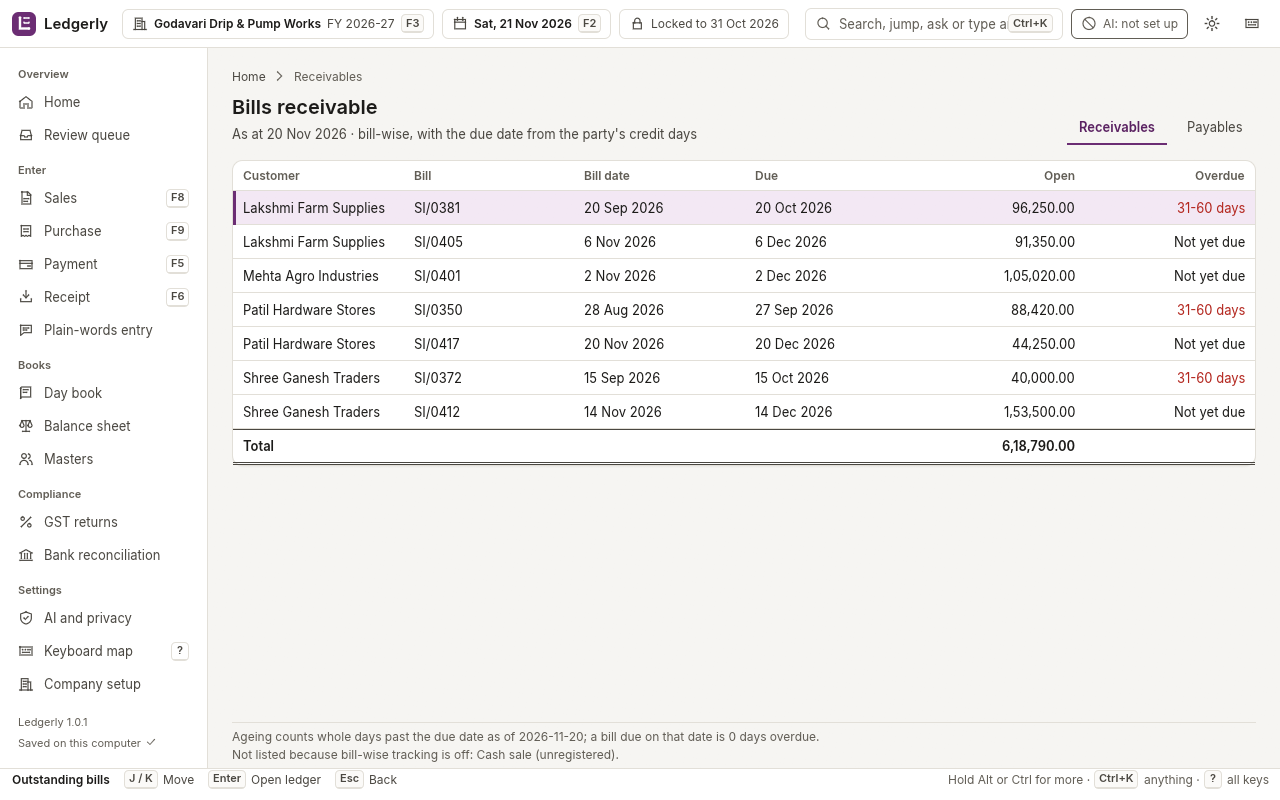 Ledgerly
Godavari Drip & Pump Works FY 2026-27 F3
Sat, 21 Nov 2026 F2
Locked to 31 Oct 2026
Search, jump, ask or type a Ctrl+K
AI: not set up
Overview
Home
Review queue
Enter
Sales F8
Purchase F9
Payment F5
Receipt F6
Plain-words entry
Books
Day book
Balance sheet
Masters
Compliance
GST returns
Bank reconciliation
Settings
AI and privacy
Keyboard map ?
Company setup
Ledgerly 1.0.1
Saved on this computer
Home > Receivables
Bills receivable
As at 20 Nov 2026 · bill-wise, with the due date from the party's credit days
Receivables Payables
Customer Bill Bill date Due Open Overdue
Lakshmi Farm Supplies SI/0381 20 Sep 2026 20 Oct 2026 96,250.00 31-60 days
Lakshmi Farm Supplies SI/0405 6 Nov 2026 6 Dec 2026 91,350.00 Not yet due
Mehta Agro Industries SI/0401 2 Nov 2026 2 Dec 2026 1,05,020.00 Not yet due
Patil Hardware Stores SI/0350 28 Aug 2026 27 Sep 2026 88,420.00 31-60 days
Patil Hardware Stores SI/0417 20 Nov 2026 20 Dec 2026 44,250.00 Not yet due
Shree Ganesh Traders SI/0372 15 Sep 2026 15 Oct 2026 40,000.00 31-60 days
Shree Ganesh Traders SI/0412 14 Nov 2026 14 Dec 2026 1,53,500.00 Not yet due
Total 6,18,790.00
Ageing counts whole days past the due date as of 2026-11-20; a bill due on that date is 0 days overdue.
Not listed because bill-wise tracking is off: Cash sale (unregistered).
Outstanding bills J / K Move Enter Open ledger Esc Back
Hold Alt or Ctrl for more · Ctrl+K anything · ? all keys